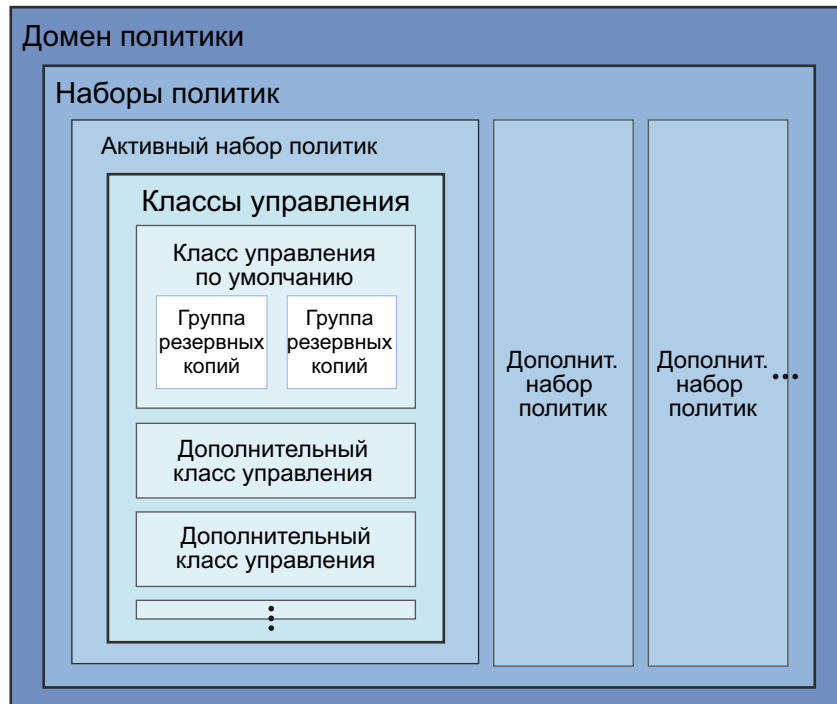 Домен политики
Наборы политик
Активный набор политик
Классы управления
Класс управления
по умолчанию
Группа
резервных
копий
Группа
резервных
копий
Дополнительный
класс управления
Дополнительный
класс управления
Дополнит.
набор
политик
Дополнит.
набор
политик